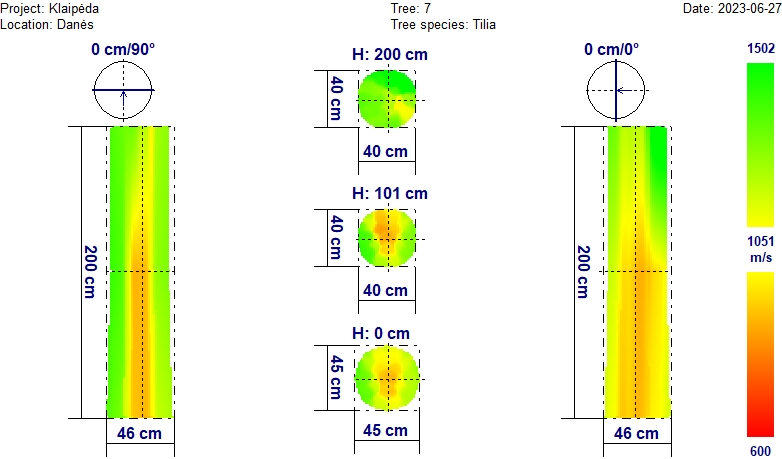 Project: Klaipėda
Tree: 7
Date: 2023-06-27
Location: Danės
Tree species: Tilia
0 cm/90°
H: 200 cm
0 cm/0°
1502
40 cm
40 cm
H: 101 cm
40 cm
40 cm
200 cm
200 cm
1051
m/s
H: 0 cm
45 cm
46 cm
45 cm
46 cm
600